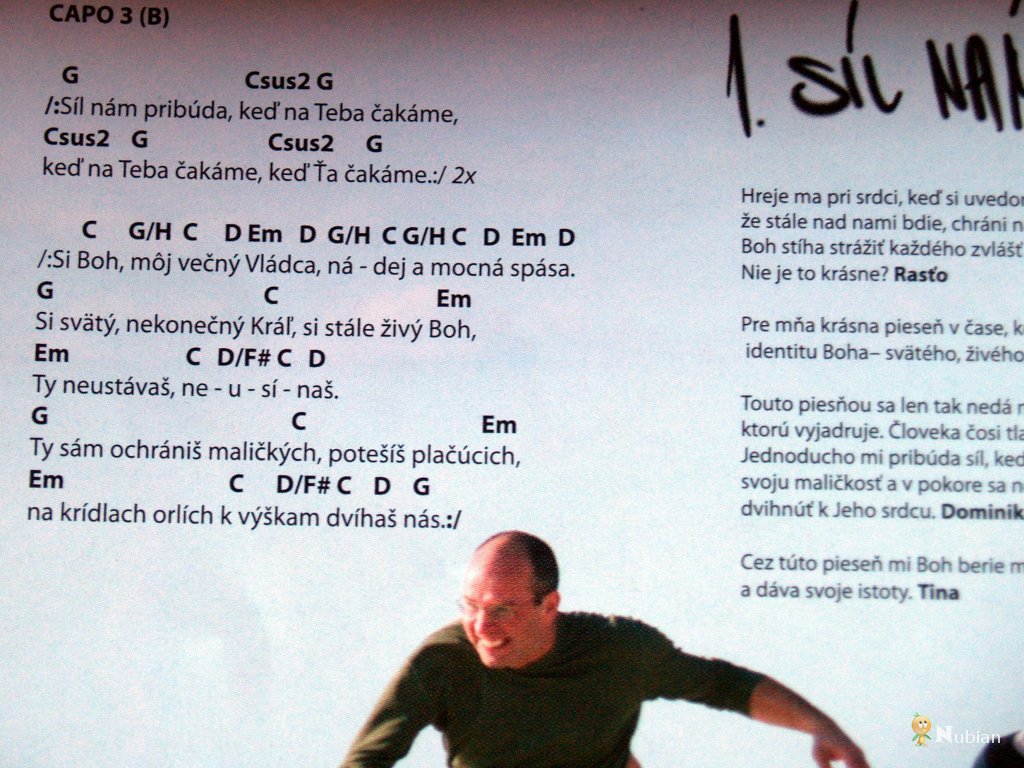 CAPO 3 (B)
G Csus2 G
/:Síl nám pribúda, keď na Teba čakáme,
Csus2 G Csus2 G
keď na Teba čakáme, keď Ťa čakáme.:/ 2x
C G/H C D Em D G/H C G/H C D Em D
/:Si Boh, môj večný Vládca, ná - dej a mocná spása.
G C Em
Si svätý, nekonečný Kráľ, si stále živý Boh,
Em C D/F# C D
Ty neustávaš, ne - u - sí - naš.
G C Em
Ty sám ochrániš maličkých, potešíš plačúcich,
Em C D/F# C D G
na krídlach orlích k výškam dvíhaš nás.:/
1. SÍL NÁM
Hreje ma pri srdci, keď si
že stále nad nami bdie, chráni
Boh stíha strážiť každého zvlášť
Nie je to krásne? Rasťo
Pre mňa krásna pieseň v čase,
identitu Boha– svätého, živého
Touto piesňou sa len tak nedá
ktorú vyjadruje. Človeka čosi
Jednoducho mi pribúda síl, keď
svoju maličkosť a v pokore sa
dvihnúť k Jeho srdcu. Dominik
Cez túto pieseň mi Boh berie
a dáva svoje istoty. Tina
Nubian